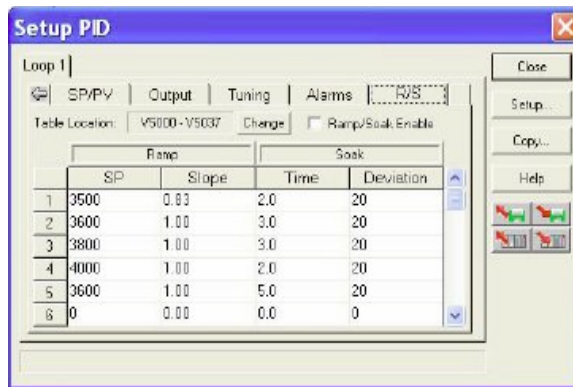 Setup PID
Loop 1
SP/PV Output Tuning Alarms R/S
Table Location: V5000 - V5037 Change Ramp/Soak Enable
Ramp Soak
SP Slope Time Deviation
1 3500 0.83 2.0 20
2 3600 1.00 3.0 20
3 3800 1.00 3.0 20
4 4000 1.00 2.0 20
5 3600 1.00 5.0 20
6 0 0.00 0.0 0
Close
Setup...
Copy...
Help